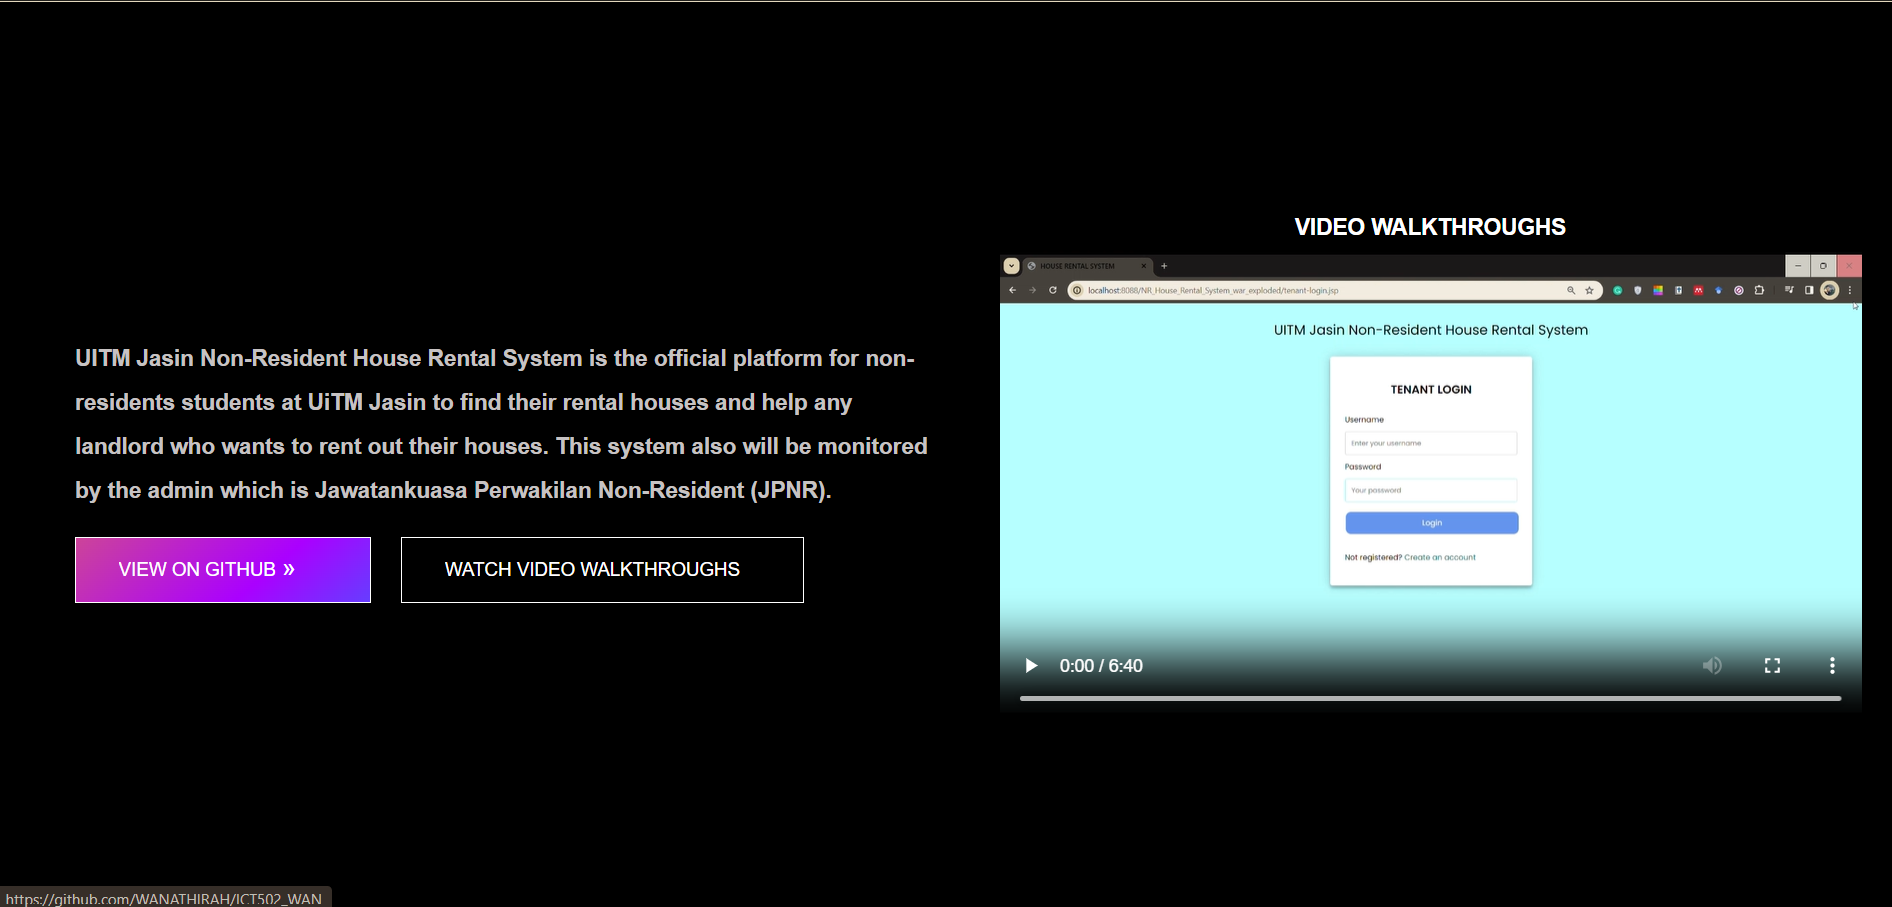 UITM Jasin Non-Resident House Rental System is the official platform for non-
residents students at UiTM Jasin to find their rental houses and help any
landlord who wants to rent out their houses. This system also will be monitored
by the admin which is Jawatankuasa Perwakilan Non-Resident (JPNR).
VIEW ON GITHUB »
WATCH VIDEO WALKTHROUGHS
VIDEO WALKTHROUGHS
HOUSE RENTAL SYSTEM
localhost:8088/NR_House_Rental_System_war_exploded/tenant-login.jsp
UITM Jasin Non-Resident House Rental System
TENANT LOGIN
Username
Enter your username
Password
Your password
Login
Not registered? Create an account
0:00 / 6:40
https://github.com/WANATHIRAH/ICT502_WAN